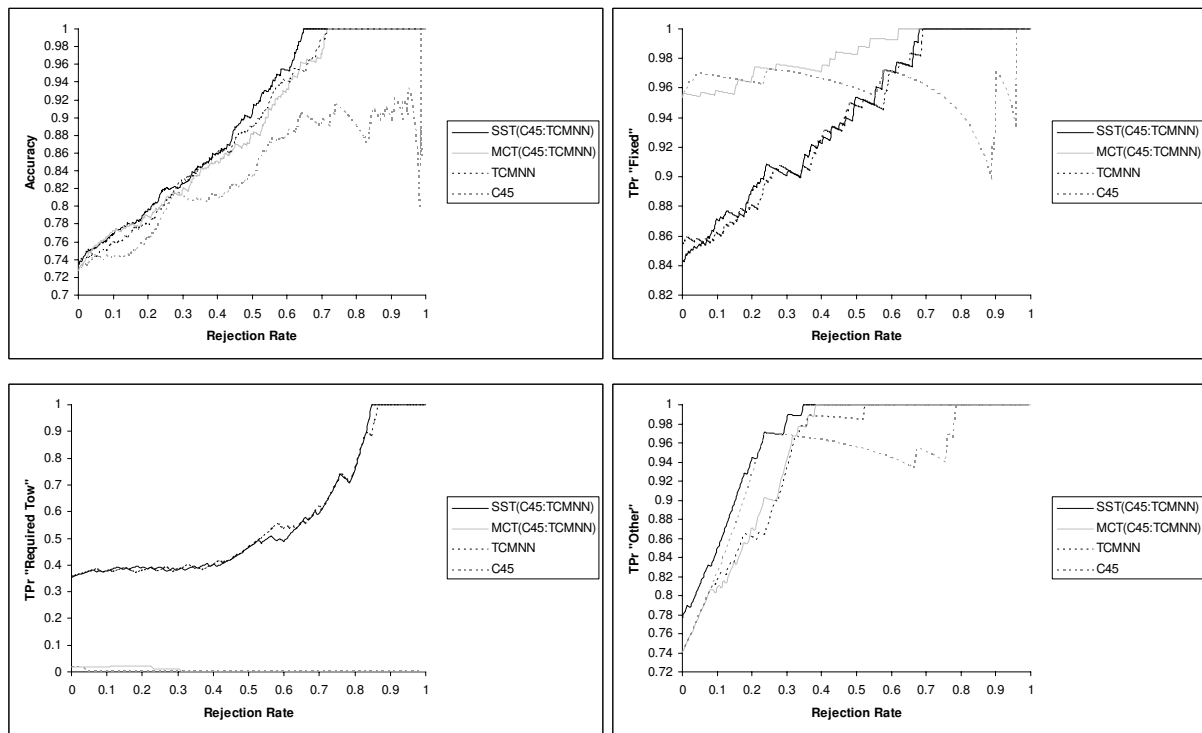 1
0.98
0.96
0.94
0.92
0.9
0.88
0.86
0.84
0.82
0.8
0.78
0.76
0.74
0.72
0.7
Accuracy
0 0.1 0.2 0.3 0.4 0.5 0.6 0.7 0.8 0.9 1
Rejection Rate
SST(C45:TCMNN)
MCT(C45:TCMNN)
TCMNN
C45
1
0.98
0.96
0.94
0.92
0.9
0.88
0.86
0.84
0.82
TPr "Fixed"
0 0.1 0.2 0.3 0.4 0.5 0.6 0.7 0.8 0.9 1
Rejection Rate
SST(C45:TCMNN)
MCT(C45:TCMNN)
TCMNN
C45
1
0.9
0.8
0.7
0.6
0.5
0.4
0.3
0.2
0.1
0
TPr "Required Tow"
0 0.1 0.2 0.3 0.4 0.5 0.6 0.7 0.8 0.9 1
Rejection Rate
SST(C45:TCMNN)
MCT(C45:TCMNN)
TCMNN
C45
1
0.98
0.96
0.94
0.92
0.9
0.88
0.86
0.84
0.82
0.8
0.78
0.76
0.74
0.72
TPr "Other"
0 0.1 0.2 0.3 0.4 0.5 0.6 0.7 0.8 0.9 1
Rejection Rate
SST(C45:TCMNN)
MCT(C45:TCMNN)
TCMNN
C45